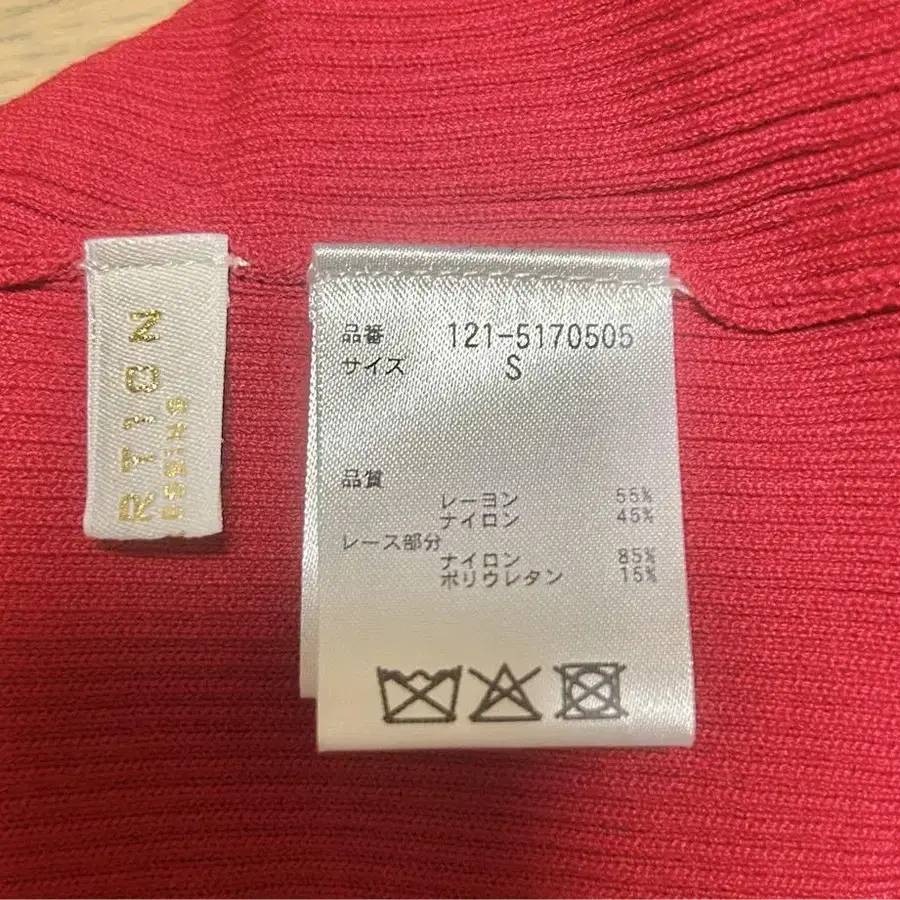 品番 121-5170505
サイズ S
品質
レーヨン 55%
ナイロン 45%
レース部分
ナイロン 85%
ポリウレタン 15%